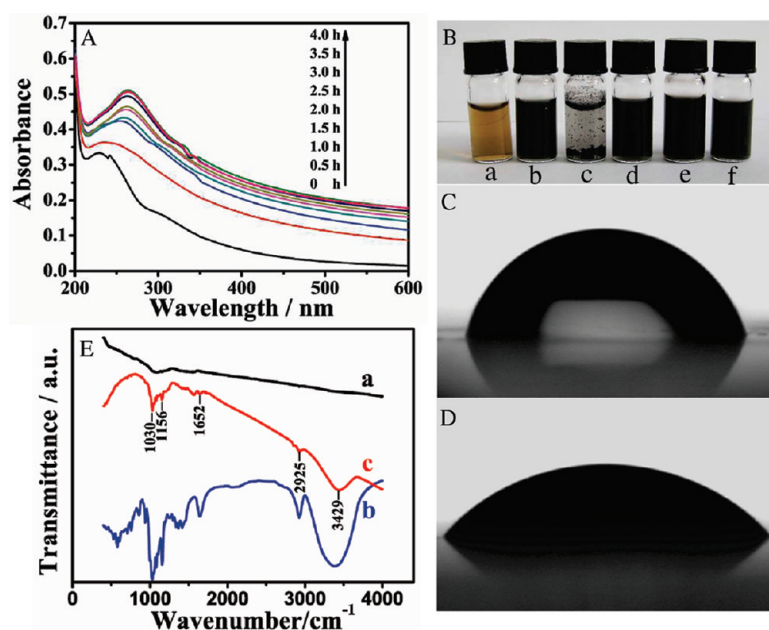 A
0.7
0.6
0.5
0.4
0.3
0.2
0.1
0.0
Absorbance
200
300
400
500
600
Wavelength / nm
4.0 h
3.5 h
3.0 h
2.5 h
2.0 h
1.5 h
1.0 h
0.5 h
0 h
B
a b c d e f
C
D
E
a
c
b
1030
1156
1652
2925
3429
Transmittance / a.u.
0
1000
2000
3000
4000
Wavenumber/cm-1